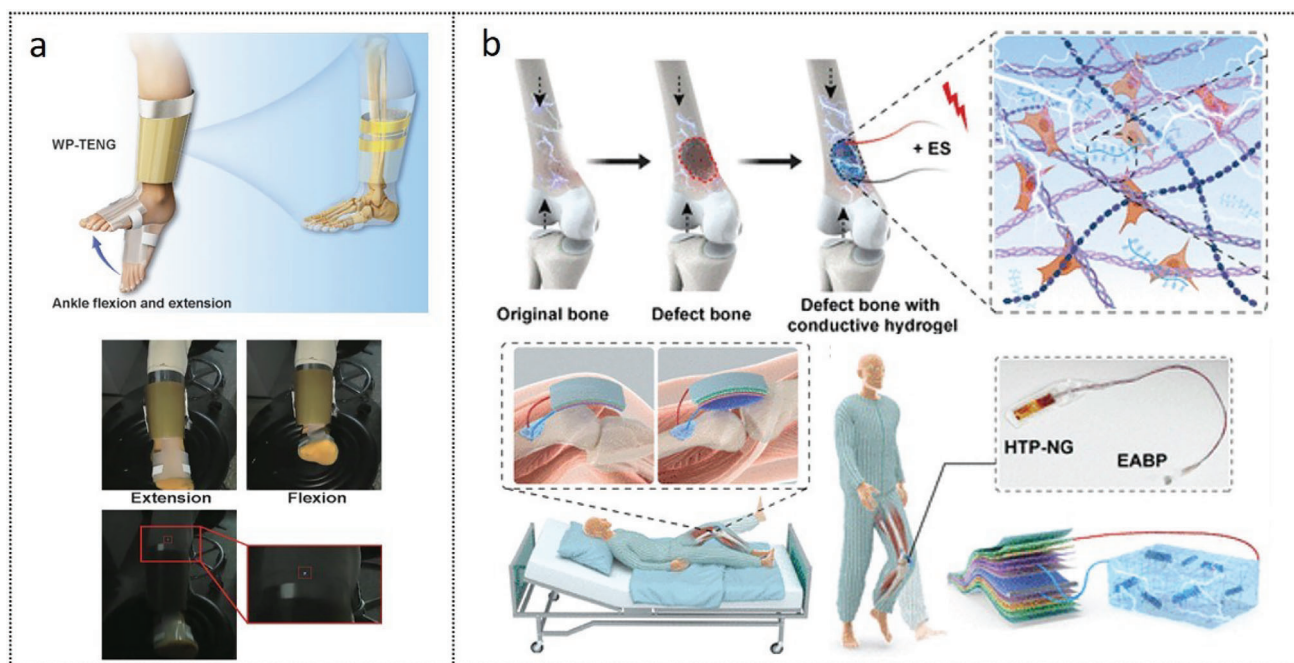 a
WP-TENG
Ankle flexion and extension
Extension
Flexion
b
+ ES
Original bone
Defect bone
Defect bone with
conductive hydrogel
HTP-NG
EABP